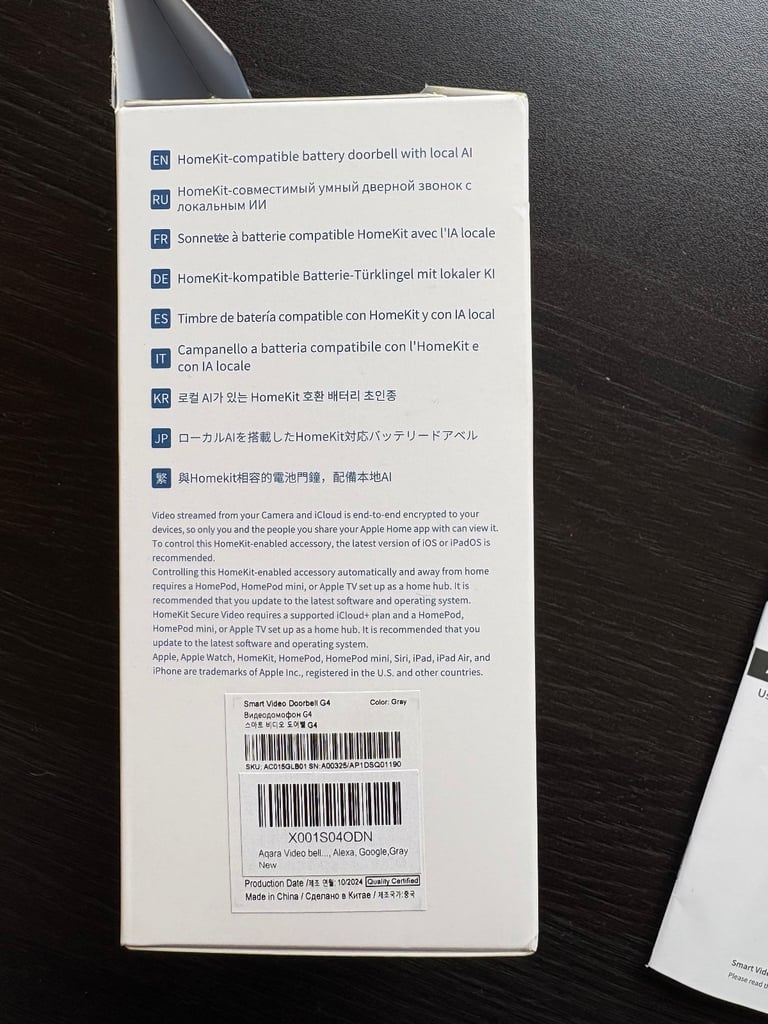 EN HomeKit-compatible battery doorbell with local AI
RU HomeKit-совместимый умный дверной звонок с
локальным ИИ
FR Sonnette à batterie compatible HomeKit avec l'IA locale
DE HomeKit-kompatible Batterie-Türklingel mit lokaler KI
ES Timbre de batería compatible con HomeKit y con IA local
IT Campanello a batteria compatibile con l'HomeKit e
con IA locale
KR 로컬 AI가 있는 HomeKit 호환 배터리 초인종
JP ローカルAIを搭載したHomeKit対応バッテリードアベル
繁 與Homekit相容的電池門鐘，配備本地AI
Video streamed from your Camera and iCloud is end-to-end encrypted to your
devices, so only you and the people you share your Apple Home app with can view it.
To control this HomeKit-enabled accessory, the latest version of iOS or iPadOS is
recommended.
Controlling this HomeKit-enabled accessory automatically and away from home
requires a HomePod, HomePod mini, or Apple TV set up as a home hub. It is
recommended that you update to the latest software and operating system.
HomeKit Secure Video requires a supported iCloud+ plan and a HomePod,
HomePod mini, or Apple TV set up as a home hub. It is recommended that you
update to the latest software and operating system.
Apple, Apple Watch, HomeKit, HomePod, HomePod mini, Siri, iPad, iPad Air, and
iPhone are trademarks of Apple Inc., registered in the U.S. and other countries.
Smart Video Doorbell G4 Color: Gray
Видеодомофон G4
스마트 비디오 도어벨 G4
SKU: AC015GLB01 SN: A00325/AP1DSQ01190
X001S04ODN
Aqara Video bell..., Alexa, Google,Gray
New
Production Date /제조 연월: 10/2024 Quality Certified
Made in China / Сделано в Китае / 제조국가:중국
Smart Vide
Please read t